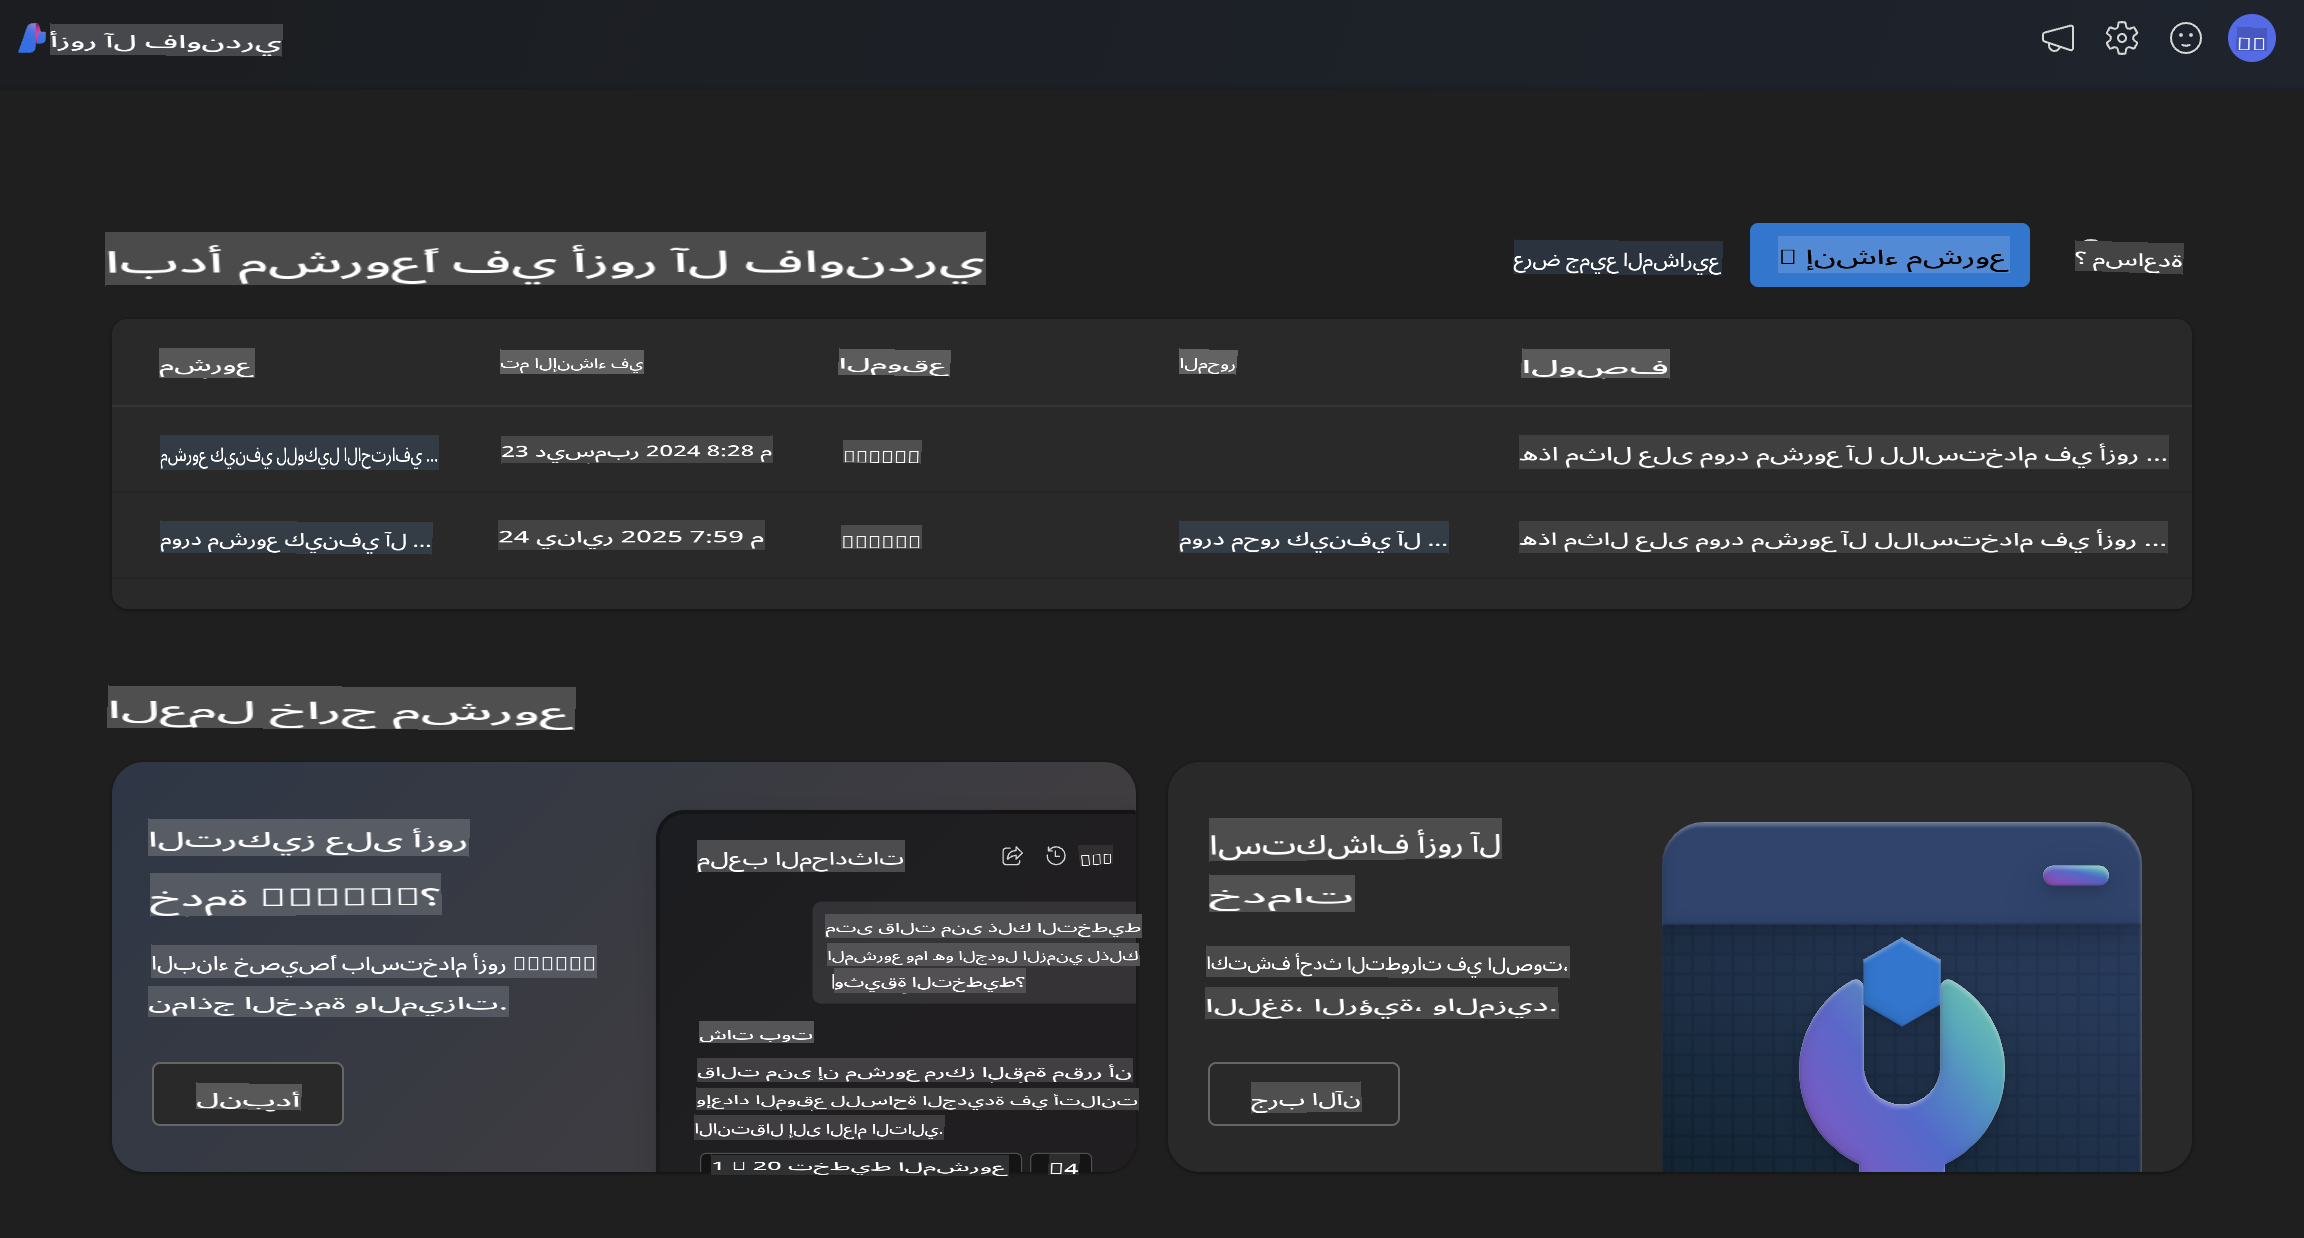 أزور آل فاوندري
ابدأ مشروعاً في أزور آل فاوندري
عرض جميع المشاريع
إنشاء مشروع
؟ مساعدة
مشروع
تم الإنشاء في
الموقع
المحور
الوصف
مشروع كينفي للوكيل الاحترافي ...
23 ديسمبر 2024 8:28 م
هذا مثال على مورد مشروع آل للاستخدام في أزور ...
مورد مشروع كينفي آل ...
24 يناير 2025 7:59 م
مورد محور كينفي آل ...
هذا مثال على مورد مشروع آل للاستخدام في أزور ...
العمل خارج مشروع
التركيز على أزور
خدمة ؟
البناء خصيصاً باستخدام أزور
نماذج الخدمة والميزات.
لنبدأ
ملعب المحادثات
متى قالت منى ذلك التخطيط
المشروع وما هو الجدول الزمني لذلك
وثيقة التخطيط؟
شات بوت
قالت منى إن مشروع مركز القمة مقرر أن
وإعداد الموقع للساحة الجديدة في أتلانت
الانتقال إلى العام التالي.
1 20 تخطيط المشروع
4
استكشاف أزور آل
خدمات
اكتشف أحدث التطورات في الصوت،
اللغة، الرؤية، والمزيد.
جرب الآن